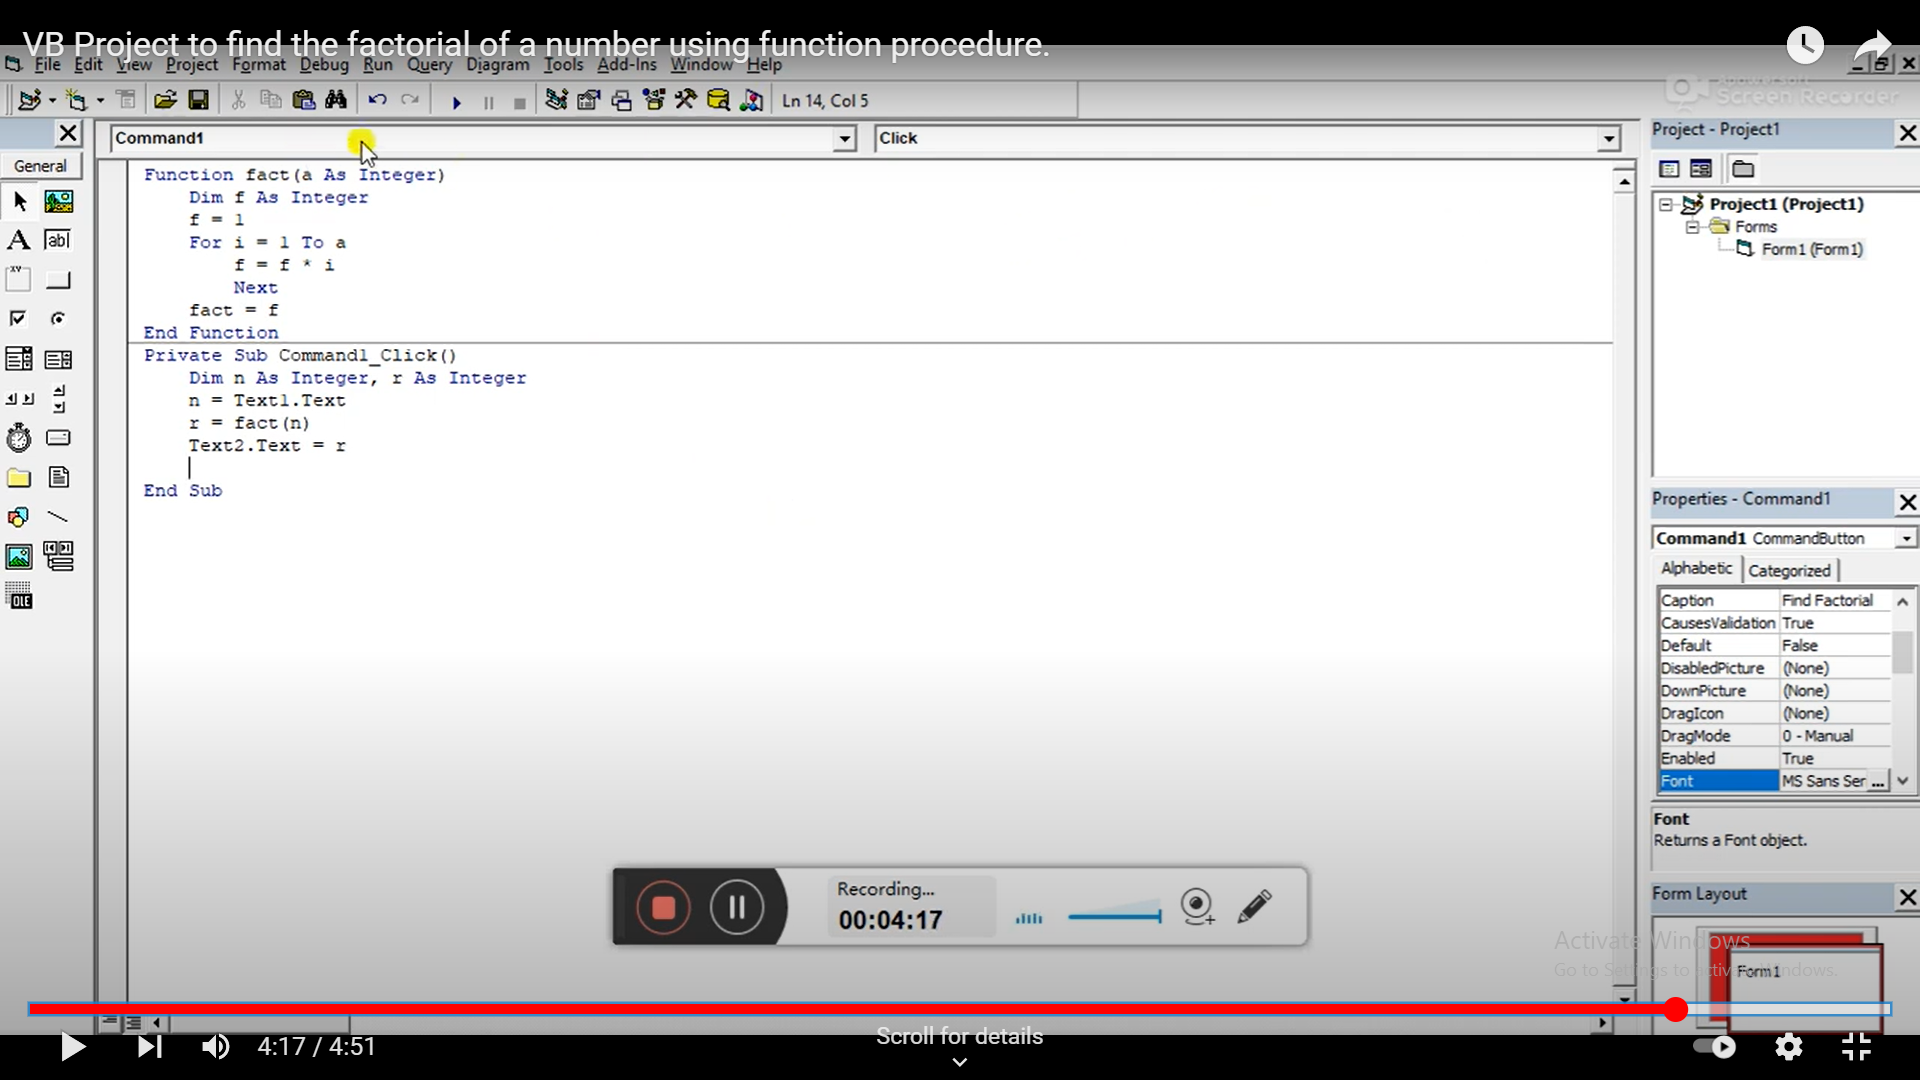 VB Project to find the factorial of a number using function procedure.
File Edit View Project Format Debug Run Query Diagram Tools Add-Ins Window Help
Apowersoft
Screen Recorder
Ln 14, Col 5
Command1
Click
General
Function fact(a As Integer)
Dim f As Integer
f = 1
For i = 1 To a
f = f * i
Next
fact = f
End Function
Private Sub Command1_Click()
Dim n As Integer, r As Integer
n = Text1.Text
r = fact(n)
Text2.Text = r
End Sub
Project - Project1
Project1 (Project1)
Forms
Form1 (Form1)
Properties - Command1
Command1 CommandButton
Alphabetic Categorized
Caption Find Factorial
CausesValidation True
Default False
DisabledPicture (None)
DownPicture (None)
DragIcon (None)
DragMode 0 - Manual
Enabled True
Font MS Sans Ser ...
Font
Returns a Font object.
Form Layout
Form1
Recording...
00:04:17
Activate Windows
Go to Settings to activate Windows.
Scroll for details
4:17 / 4:51
A
abl
XY
OLE